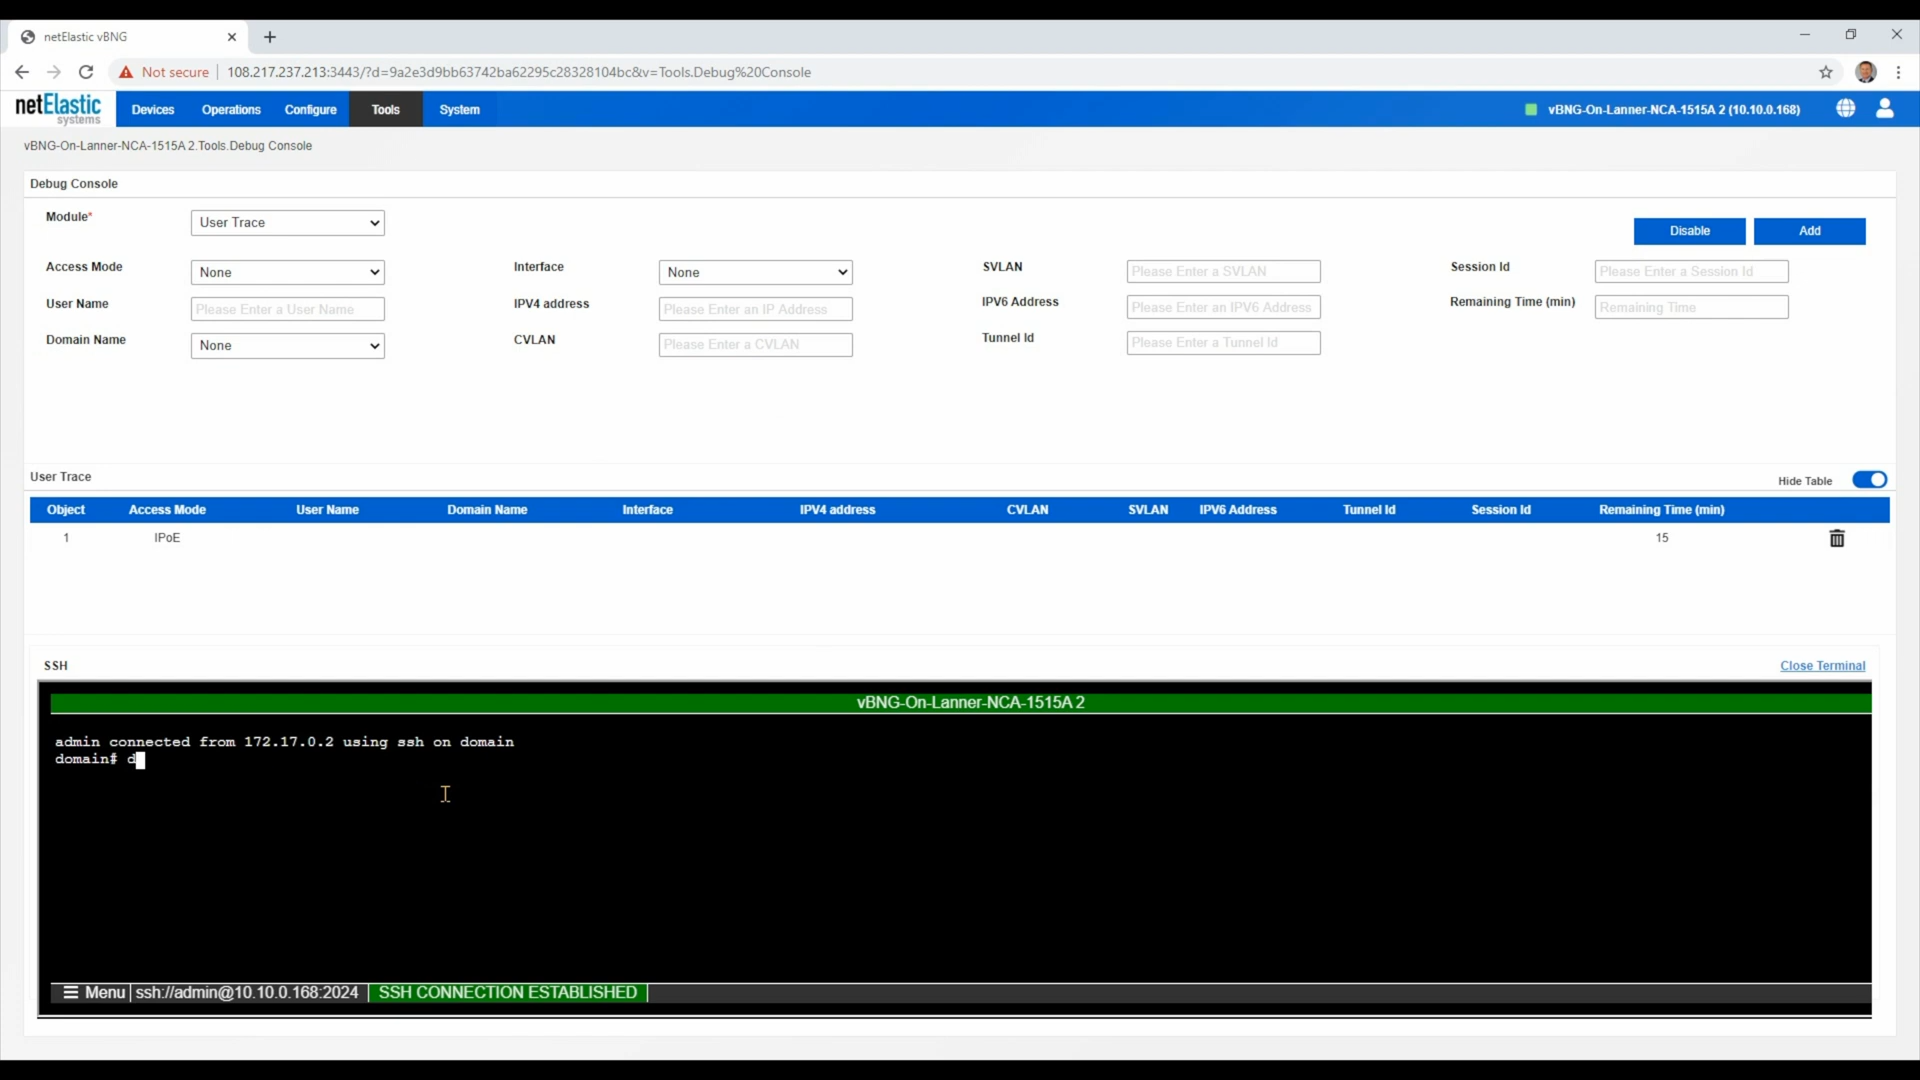 netElastic vBNG
Not secure 108.217.237.213:3443/?d=9a2e3d9bb63742ba62295c28328104bc&v=Tools.Debug%20Console
netElastic systems
Devices Operations Configure Tools System vBNG-On-Lanner-NCA-1515A 2 (10.10.0.168)
vBNG-On-Lanner-NCA-1515A 2.Tools.Debug Console
Debug Console
Module* User Trace Disable Add
Access Mode None Interface None SVLAN Please Enter a SVLAN Session Id Please Enter a Session Id
User Name Please Enter a User Name IPV4 address Please Enter an IP Address IPV6 Address Please Enter an IPV6 Address Remaining Time (min) Remaining Time
Domain Name None CVLAN Please Enter a CVLAN Tunnel Id Please Enter a Tunnel Id
User Trace Hide Table
Object Access Mode User Name Domain Name Interface IPV4 address CVLAN SVLAN IPV6 Address Tunnel Id Session Id Remaining Time (min)
1 IPoE 15
SSH Close Terminal
vBNG-On-Lanner-NCA-1515A 2
admin connected from 172.17.0.2 using ssh on domain
domain# d
Menu ssh://admin@10.10.0.168:2024 SSH CONNECTION ESTABLISHED